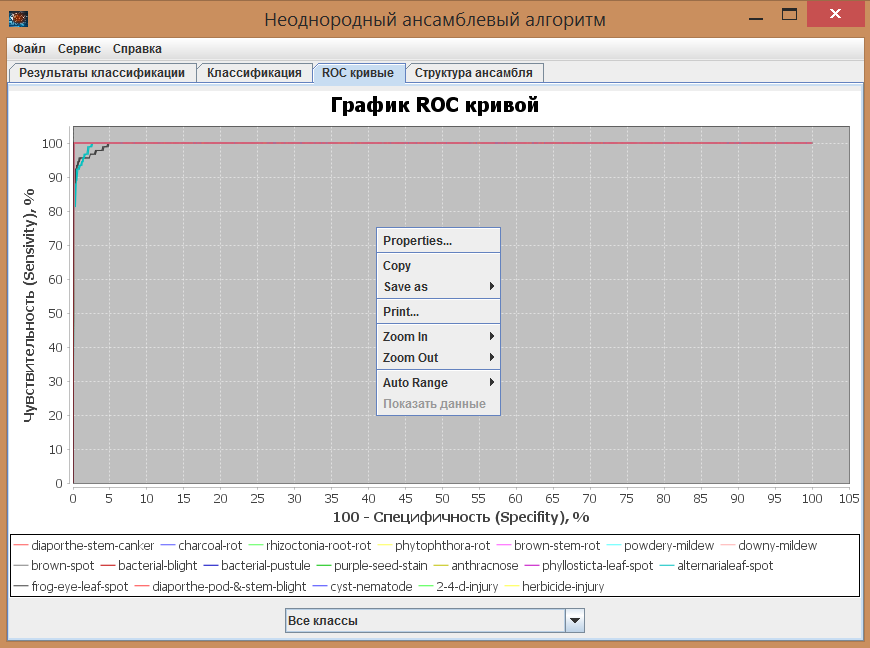 Неоднородный ансамблевый алгоритм
Файл Сервис Справка
Результаты классификации Классификация ROC кривые Структура ансамбля
График ROC кривой
Чувствительность (Sensivity), %
100
90
80
70
60
50
40
30
20
10
0
Properties...
Copy
Save as
Print...
Zoom In
Zoom Out
Auto Range
Показать данные
0 5 10 15 20 25 30 35 40 45 50 55 60 65 70 75 80 85 90 95 100 105
100 - Специфичность (Specifity), %
diaporthe-stem-canker charcoal-rot rhizoctonia-root-rot phytophthora-rot brown-stem-rot powdery-mildew downy-mildew
brown-spot bacterial-blight bacterial-pustule purple-seed-stain anthracnose phyllosticta-leaf-spot alternarialeaf-spot
frog-eye-leaf-spot diaporthe-pod-&-stem-blight cyst-nematode 2-4-d-injury herbicide-injury
Все классы